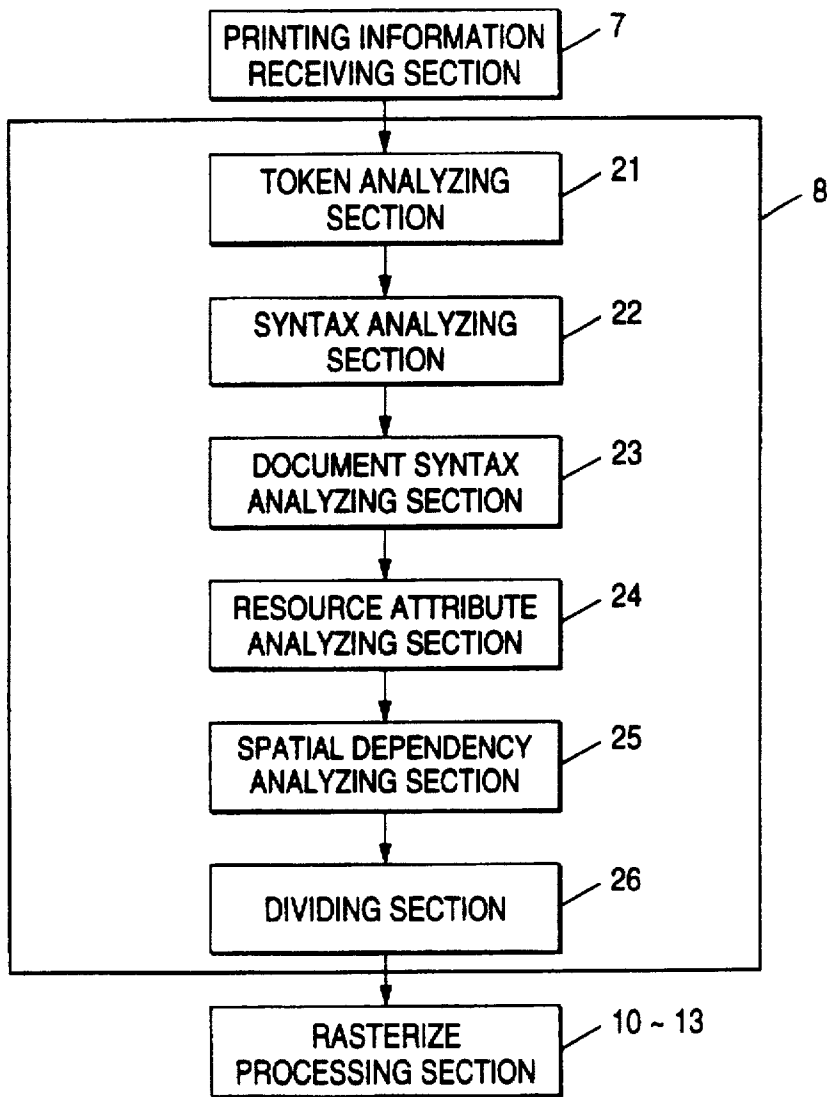 PRINTING INFORMATION
RECEIVING SECTION
7
TOKEN ANALYZING
SECTION
21
8
SYNTAX ANALYZING
SECTION
22
DOCUMENT SYNTAX
ANALYZING SECTION
23
RESOURCE ATTRIBUTE
ANALYZING SECTION
24
SPATIAL DEPENDENCY
ANALYZING SECTION
25
DIVIDING SECTION
26
RASTERIZE
PROCESSING SECTION
10 ~ 13